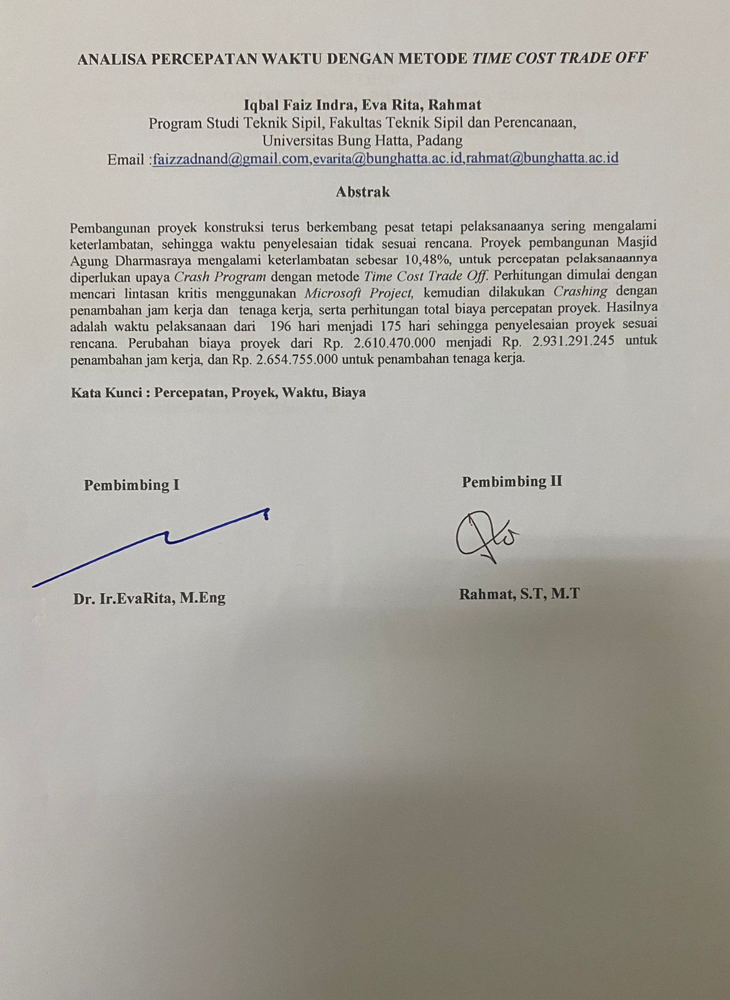 ANALISA PERCEPATAN WAKTU DENGAN METODE TIME COST TRADE OFF
Iqbal Faiz Indra, Eva Rita, Rahmat
Program Studi Teknik Sipil, Fakultas Teknik Sipil dan Perencanaan,
Universitas Bung Hatta, Padang
Email :faizzadnand@gmail.com,evarita@bunghatta.ac.id,rahmat@bunghatta.ac.id
Abstrak
Pembangunan proyek konstruksi terus berkembang pesat tetapi pelaksanaanya sering mengalami
keterlambatan, sehingga waktu penyelesaian tidak sesuai rencana. Proyek pembangunan Masjid
Agung Dharmasraya mengalami keterlambatan sebesar 10,48%, untuk percepatan pelaksanaannya
diperlukan upaya Crash Program dengan metode Time Cost Trade Off. Perhitungan dimulai dengan
mencari lintasan kritis menggunakan Microsoft Project, kemudian dilakukan Crashing dengan
penambahan jam kerja dan tenaga kerja, serta perhitungan total biaya percepatan proyek. Hasilnya
adalah waktu pelaksanaan dari 196 hari menjadi 175 hari sehingga penyelesaian proyek sesuai
rencana. Perubahan biaya proyek dari Rp. 2.610.470.000 menjadi Rp. 2.931.291.245 untuk
penambahan jam kerja, dan Rp. 2.654.755.000 untuk penambahan tenaga kerja.
Kata Kunci : Percepatan, Proyek, Waktu, Biaya
Pembimbing I
Pembimbing II
Dr. Ir.EvaRita, M.Eng
Rahmat, S.T, M.T